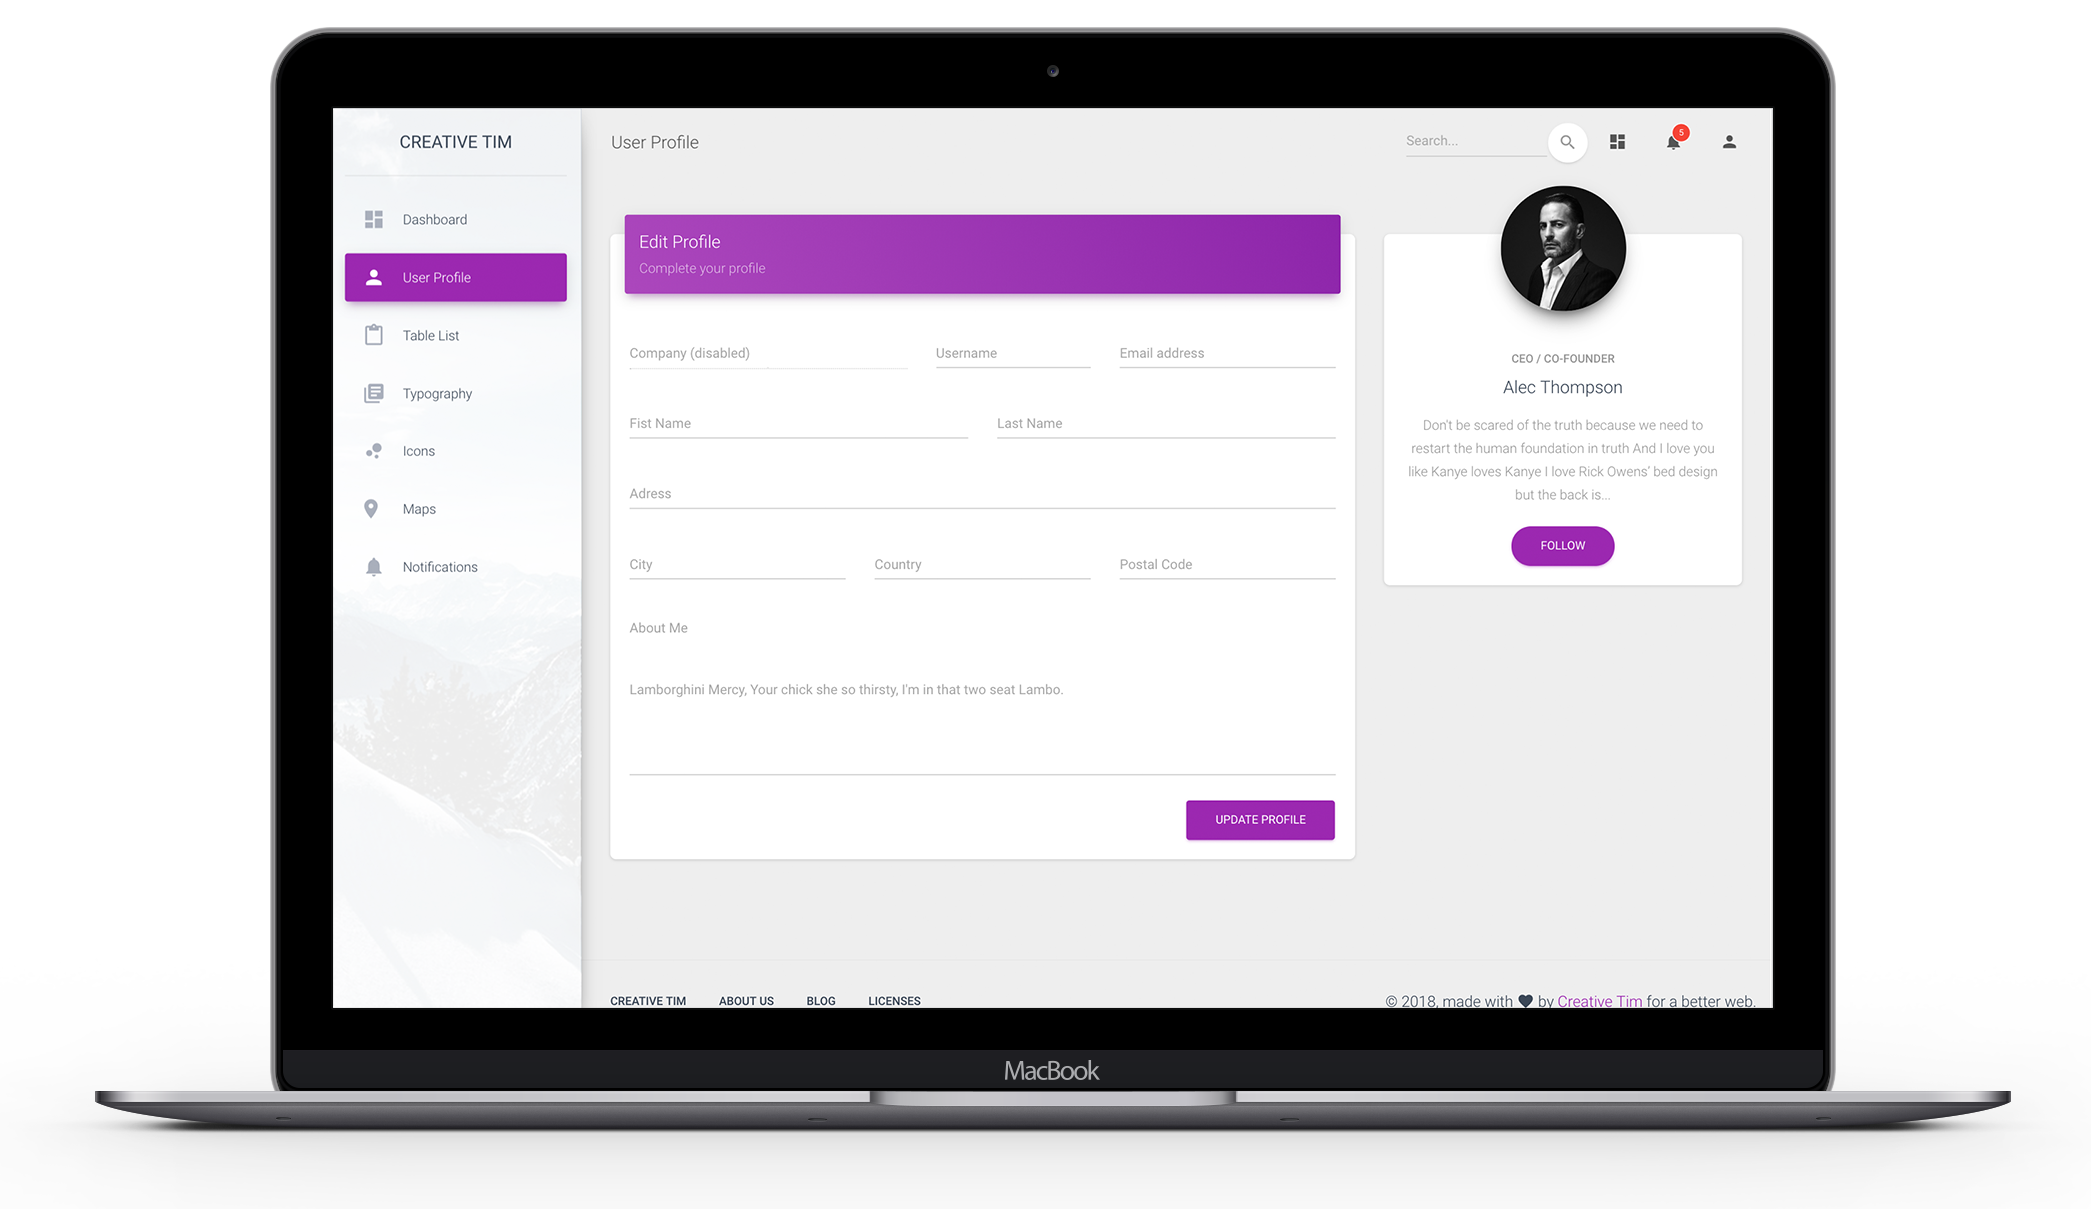 CREATIVE TIM
Dashboard
User Profile
Table List
Typography
Icons
Maps
Notifications
User Profile
Search...
5
Edit Profile
Complete your profile
Company (disabled)
Username
Email address
Fist Name
Last Name
Adress
City
Country
Postal Code
About Me
Lamborghini Mercy, Your chick she so thirsty, I'm in that two seat Lambo.
UPDATE PROFILE
CEO / CO-FOUNDER
Alec Thompson
Don't be scared of the truth because we need to
restart the human foundation in truth And I love you
like Kanye loves Kanye I love Rick Owens’ bed design
but the back is...
FOLLOW
CREATIVE TIM
ABOUT US
BLOG
LICENSES
© 2018, made with by Creative Tim for a better web.
MacBook